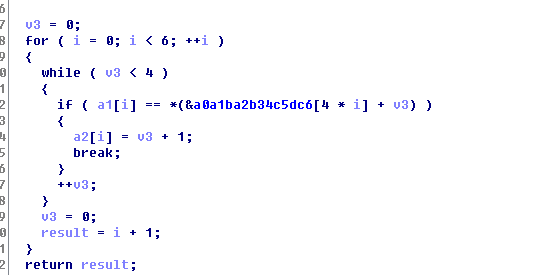 6
7 v3 = 0;
8 for ( i = 0; i < 6; ++i )
9 {
0 while ( v3 < 4 )
1 {
2 if ( a1[i] == *(&a0a1ba2b34c5dc6[4 * i] + v3) )
3 {
4 a2[i] = v3 + 1;
5 break;
6 }
7 ++v3;
8 }
9 v3 = 0;
0 result = i + 1;
1 }
2 return result;